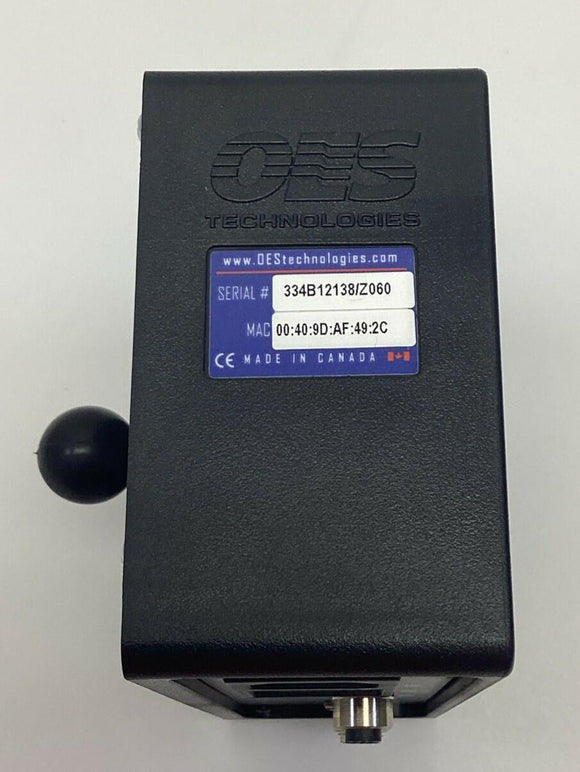 OES
TECHNOLOGIES
www.OEStechnologies.com
SERIAL # 334B12138/Z060
MAC 00:40:9D:AF:49:2C
CE MADE IN CANADA